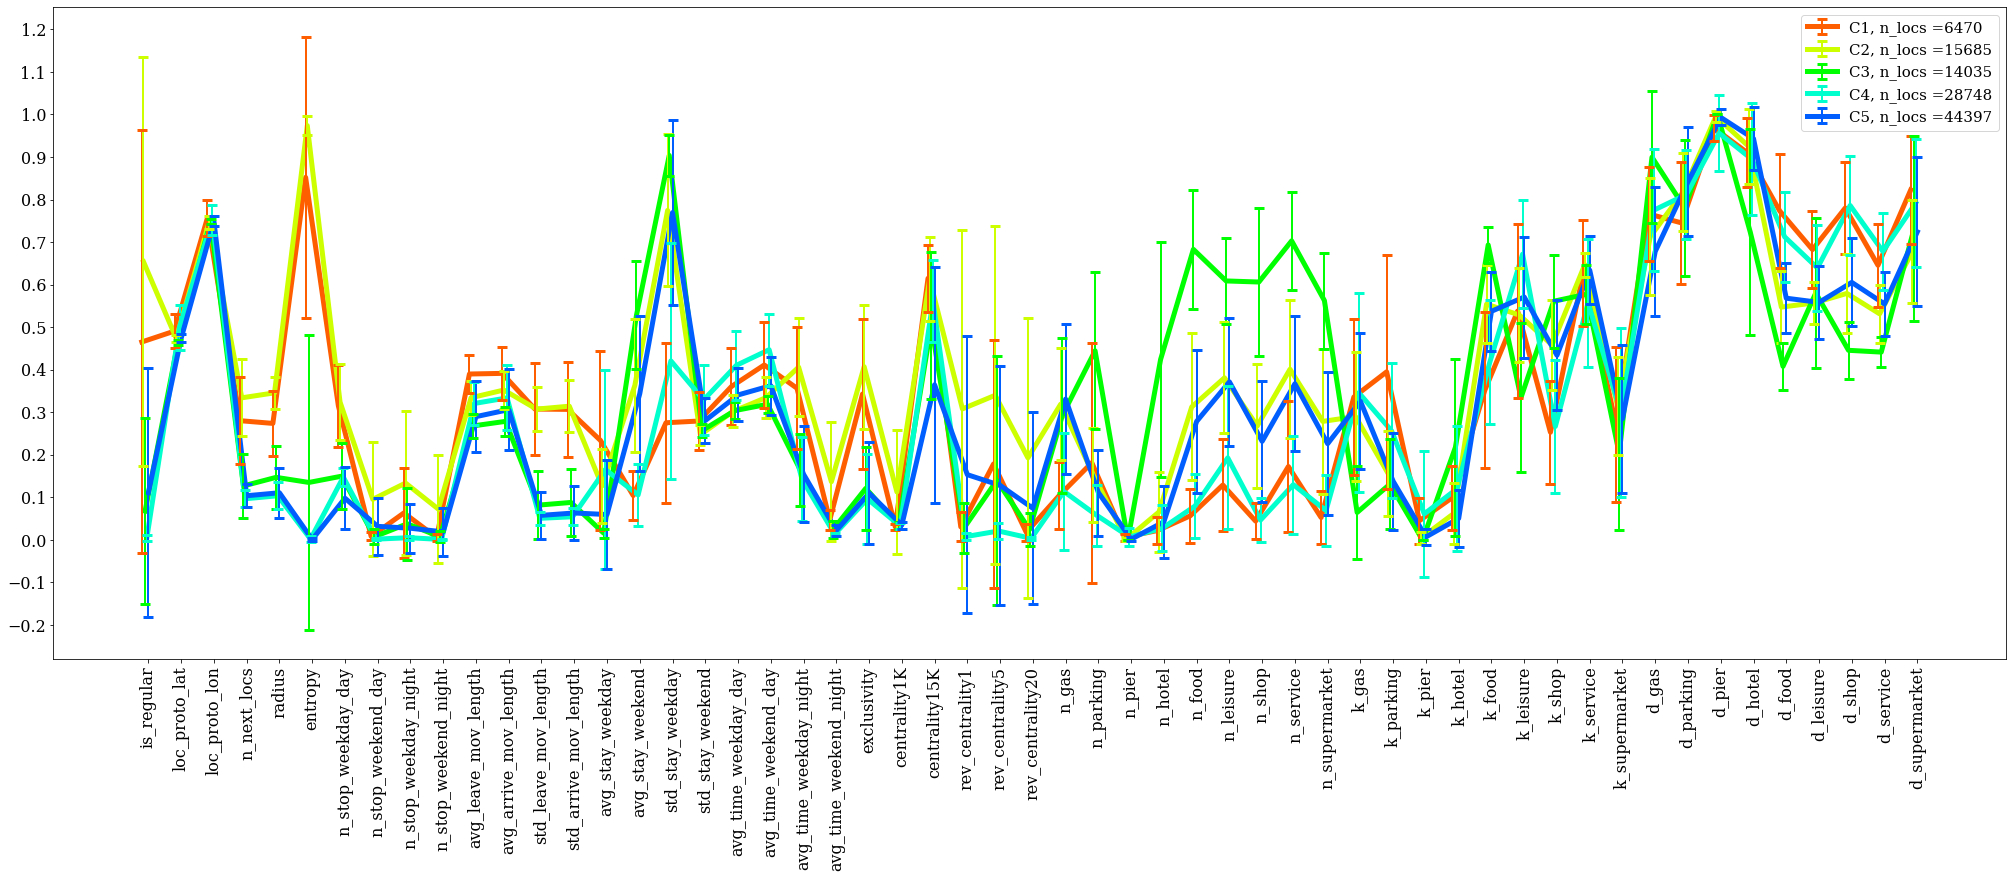 1.2
1.1
1.0
0.9
0.8
0.7
0.6
0.5
0.4
0.3
0.2
0.1
0.0
−0.1
−0.2
C1, n_locs =6470
C2, n_locs =15685
C3, n_locs =14035
C4, n_locs =28748
C5, n_locs =44397
is_regular
loc_proto_lat
loc_proto_lon
n_next_locs
radius
entropy
n_stop_weekday_day
n_stop_weekend_day
n_stop_weekday_night
n_stop_weekend_night
avg_leave_mov_length
avg_arrive_mov_length
std_leave_mov_length
std_arrive_mov_length
avg_stay_weekday
avg_stay_weekend
std_stay_weekday
std_stay_weekend
avg_time_weekday_day
avg_time_weekend_day
avg_time_weekday_night
avg_time_weekend_night
exclusivity
centrality1K
centrality15K
rev_centrality1
rev_centrality5
rev_centrality20
n_gas
n_parking
n_pier
n_hotel
n_food
n_leisure
n_shop
n_service
n_supermarket
k_gas
k_parking
k_pier
k_hotel
k_food
k_leisure
k_shop
k_service
k_supermarket
d_gas
d_parking
d_pier
d_hotel
d_food
d_leisure
d_shop
d_service
d_supermarket